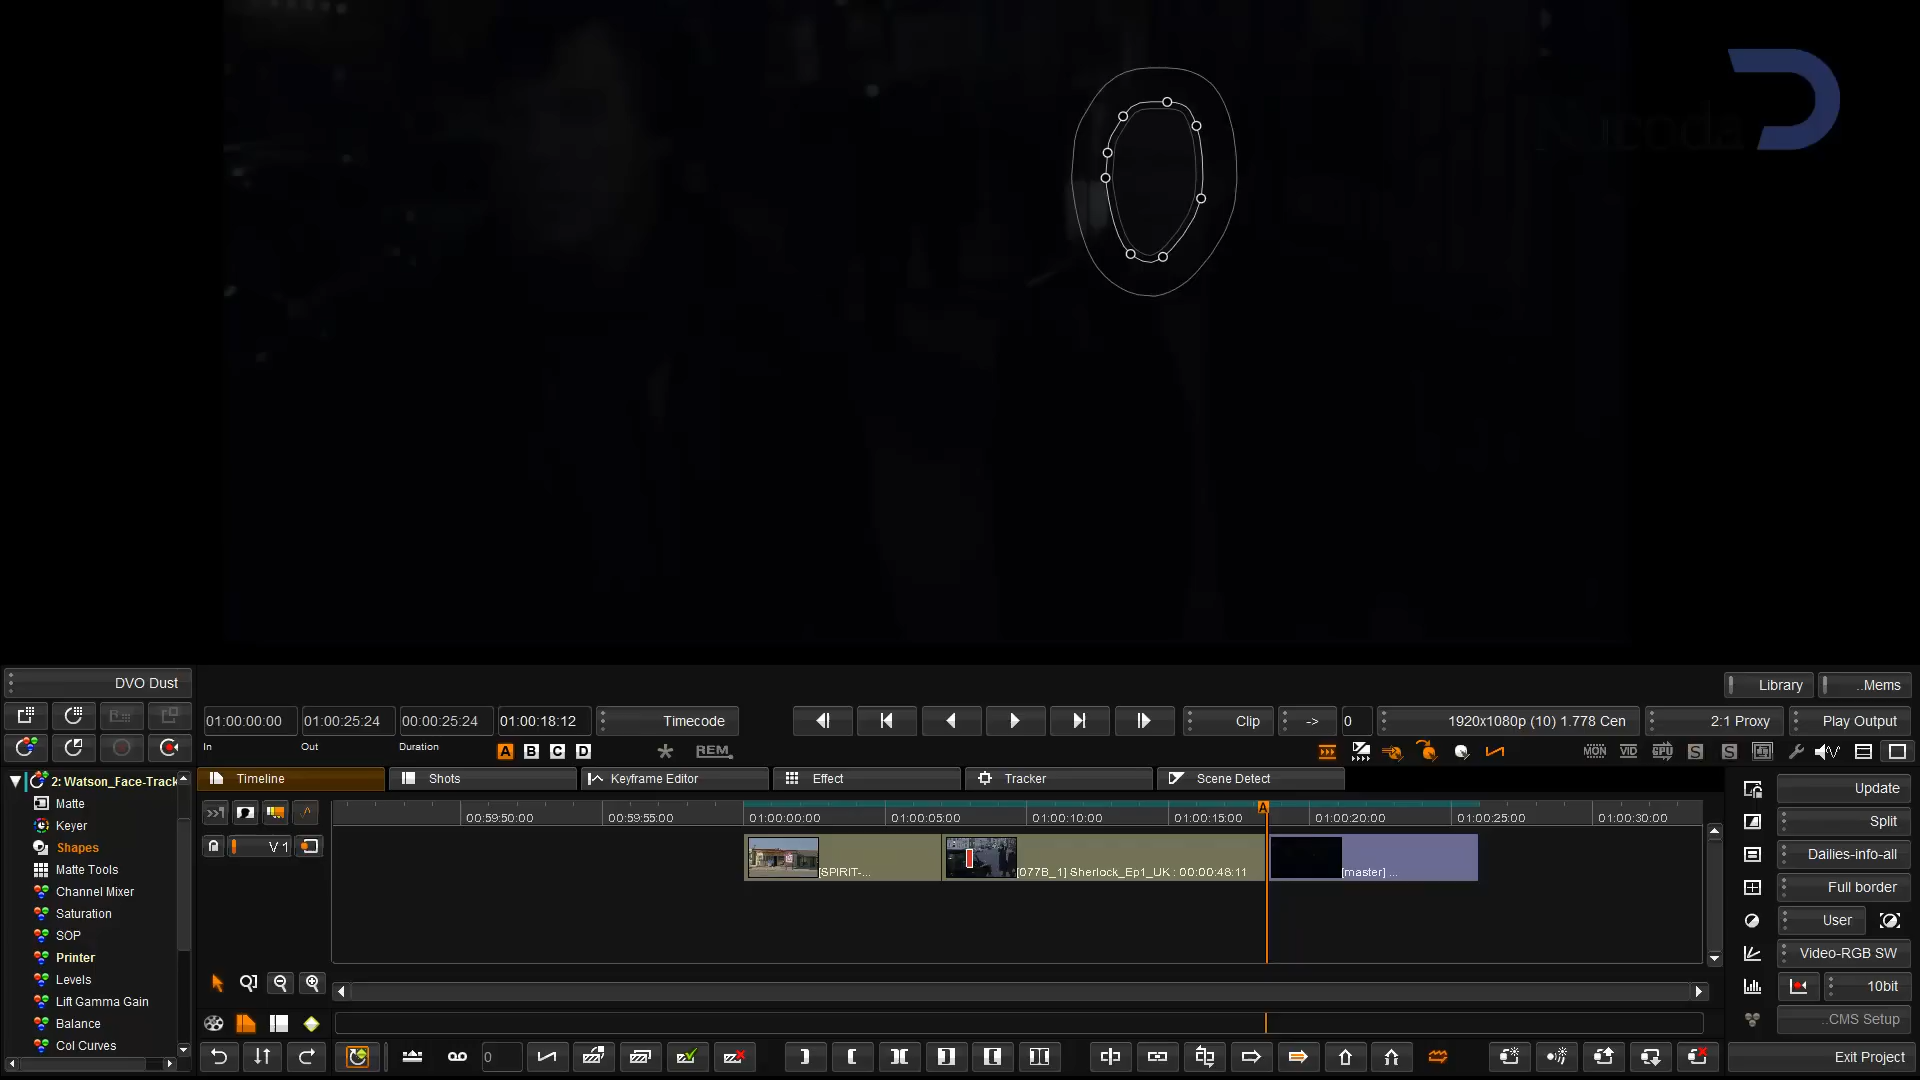 Nucoda
DVO Dust
Library
..Mems
01:00:00:00
01:00:25:24
00:00:25:24
01:00:18:12
Timecode
Clip
->
0
1920x1080p (10) 1.778 Cen
2:1 Proxy
Play Output
In
Out
Duration
A
B
C
D
REM.
MON
VID
GPU
S
S
2: Watson_Face-Track
Matte
Keyer
Shapes
Matte Tools
Channel Mixer
Saturation
SOP
Printer
Levels
Lift Gamma Gain
Balance
Col Curves
Timeline
Shots
Keyframe Editor
Effect
Tracker
Scene Detect
A
00:59:50:00
00:59:55:00
01:00:00:00
01:00:05:00
01:00:10:00
01:00:15:00
01:00:20:00
01:00:25:00
01:00:30:00
V 1
[SPIRIT-...
[077B_1] Sherlock_Ep1_UK : 00:00:48:11
[master] ...
Update
Split
Dailies-info-all
Full border
User
Video-RGB SW
10bit
..CMS Setup
0
Exit Project